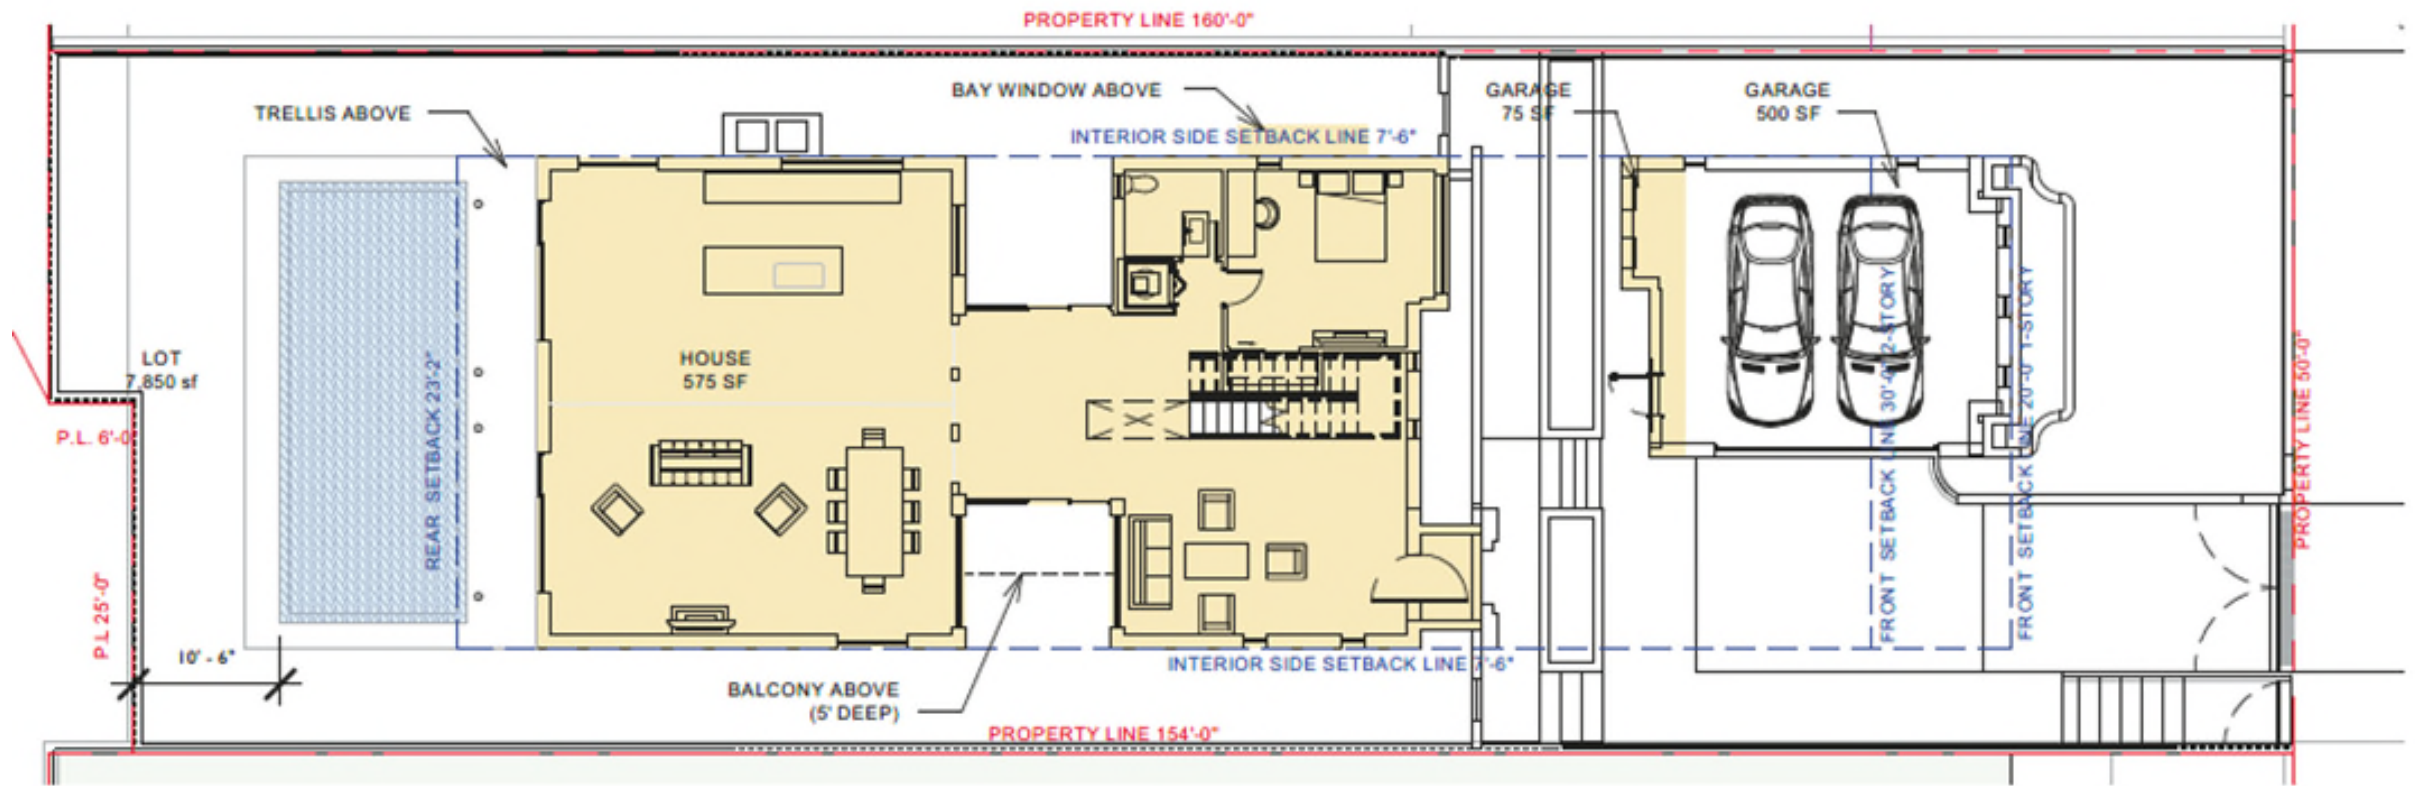 PROPERTY LINE 160'-0"
TRELLIS ABOVE
BAY WINDOW ABOVE
INTERIOR SIDE SETBACK LINE 7'-6"
GARAGE
75 SF
GARAGE
500 SF
LOT
7,850 sf
P.L. 6'-0
REAR SETBACK 23'-2"
HOUSE
575 SF
FRONT SETBACK LINE 30'-0" 2-STORY
FRONT SETBACK LINE 20'-0" 1-STORY
PROPERTY LINE 50'-0"
P.L 25'-0"
10' - 6"
INTERIOR SIDE SETBACK LINE 7'-6"
BALCONY ABOVE
(5' DEEP)
PROPERTY LINE 154'-0"